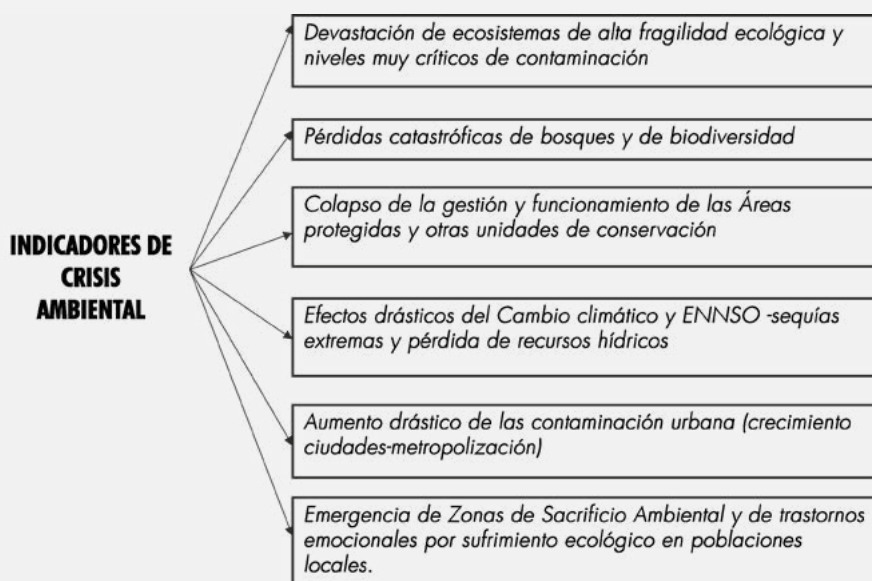 Devastación de ecosistemas de alta fragilidad ecológica y
niveles muy críticos de contaminación
Pérdidas catastróficas de bosques y de biodiversidad
Colapso de la gestión y funcionamiento de las Áreas
protegidas y otras unidades de conservación
INDICADORES DE
CRISIS
AMBIENTAL
Efectos drásticos del Cambio climático y ENNSO -sequías
extremas y pérdida de recursos hídricos
Aumento drástico de las contaminación urbana (crecimiento
ciudades-metropolización)
Emergencia de Zonas de Sacrificio Ambiental y de trastornos
emocionales por sufrimiento ecológico en poblaciones
locales.